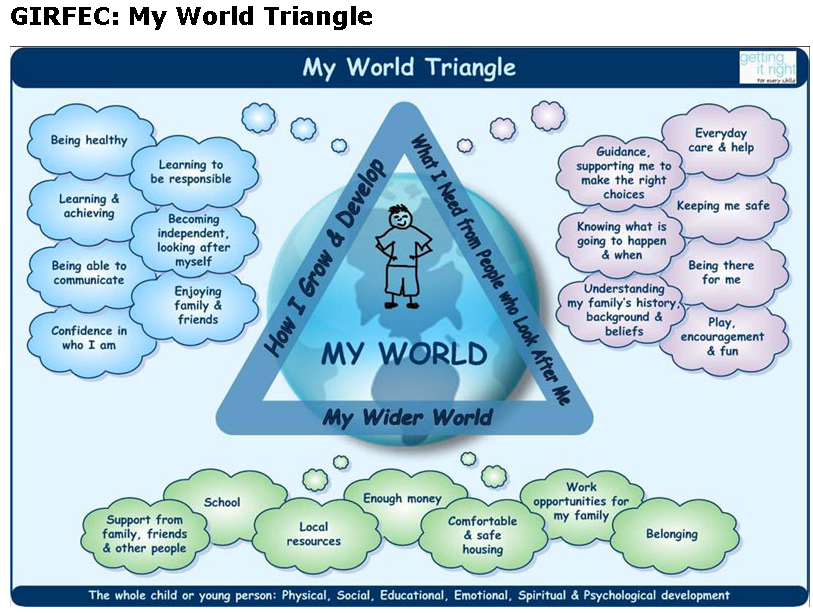 GIRFEC: My World Triangle
My World Triangle
getting
it right
for every child
Being healthy
Learning to
be responsible
Learning &
achieving
Becoming
independent,
looking after
myself
Being able to
communicate
Enjoying
family &
friends
Confidence in
who I am
How I Grow & Develop
What I Need from People who Look After Me
MY WORLD
My Wider World
Everyday
care & help
Guidance,
supporting me to
make the right
choices
Keeping me safe
Knowing what is
going to happen
& when
Being there
for me
Understanding
my family's history,
background &
beliefs
Play,
encouragement
& fun
Support from
family, friends
& other people
School
Local
resources
Enough money
Comfortable
& safe
housing
Work
opportunities for
my family
Belonging
The whole child or young person: Physical, Social, Educational, Emotional, Spiritual & Psychological development